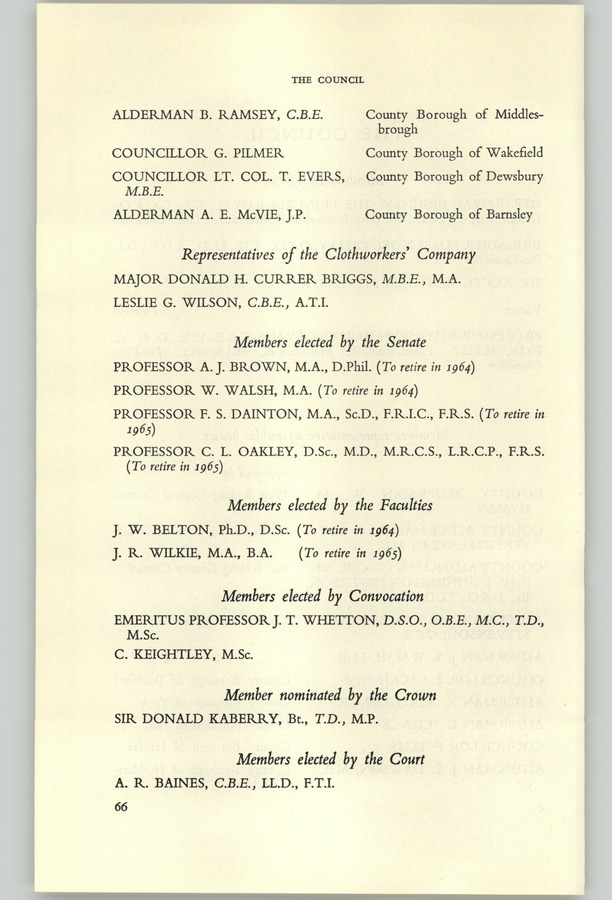 THE COUNCIL
ALDERMAN B. RAMSEY, C.B.E. County Borough of Middles-
brough
COUNCILLOR G. PILMER County Borough of Wakefield
COUNCILLOR LT. COL. T. EVERS, County Borough of Dewsbury
M.B.E.
ALDERMAN A. E. McVIE, J.P. County Borough of Barnsley
Representatives of the Clothworkers' Company
MAJOR DONALD H. CURRER BRIGGS, M.B.E., M.A.
LESLIE G. WILSON, C.B.E., A.T.I.
Members elected by the Senate
PROFESSOR A. J. BROWN, M.A., D.Phil. (To retire in 1964)
PROFESSOR W. WALSH, M.A. (To retire in 1964)
PROFESSOR F. S. DAINTON, M.A., Sc.D., F.R.I.C., F.R.S. (To retire in
1965)
PROFESSOR C. L. OAKLEY, D.Sc., M.D., M.R.C.S., L.R.C.P., F.R.S.
(To retire in 1965)
Members elected by the Faculties
J. W. BELTON, Ph.D., D.Sc. (To retire in 1964)
J. R. WILKIE, M.A., B.A. (To retire in 1965)
Members elected by Convocation
EMERITUS PROFESSOR J. T. WHETTON, D.S.O., O.B.E., M.C., T.D.,
M.Sc.
C. KEIGHTLEY, M.Sc.
Member nominated by the Crown
SIR DONALD KABERRY, Bt., T.D., M.P.
Members elected by the Court
A. R. BAINES, C.B.E., LL.D., F.T.I.
66